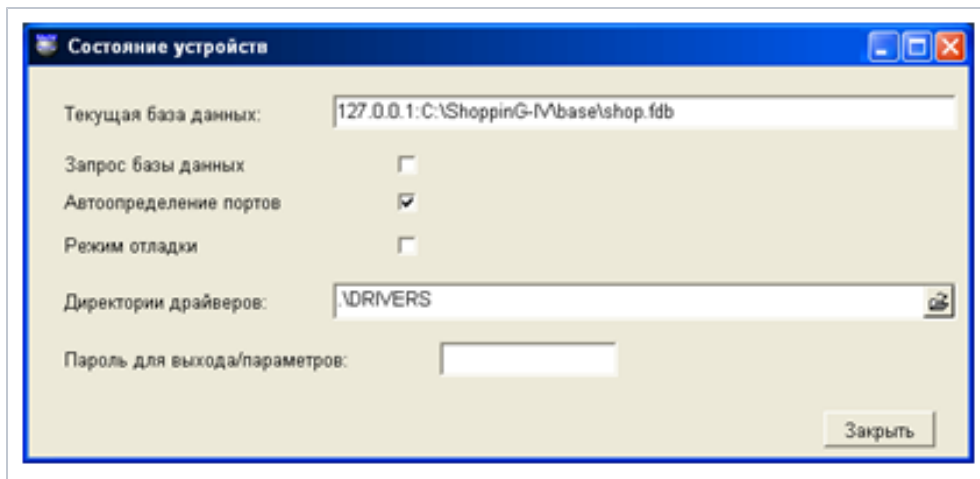 Состояние устройств
Текущая база данных: 127.0.0.1:C:\ShoppinG-IV\base\shop.fdb
Запрос базы данных
Автоопределение портов
Режим отладки
Директории драйверов: .\DRIVERS
Пароль для выхода/параметров:
Закрыть